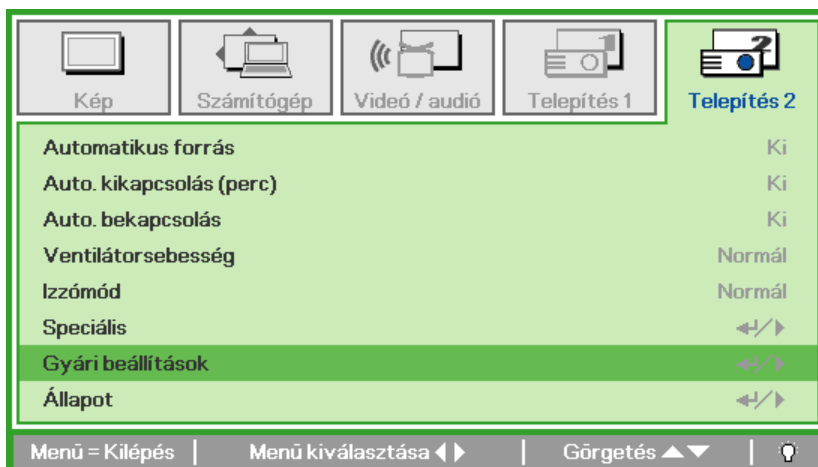 Kép
Számítógép
Videó / audió
Telepítés 1
Telepítés 2
Automatikus forrás Ki
Auto. kikapcsolás (perc) Ki
Auto. bekapcsolás Ki
Ventilátorsebesség Normál
Izzómód Normál
Speciális
Gyári beállítások
Állapot
Menü = Kilépés Menü kiválasztása Görgetés